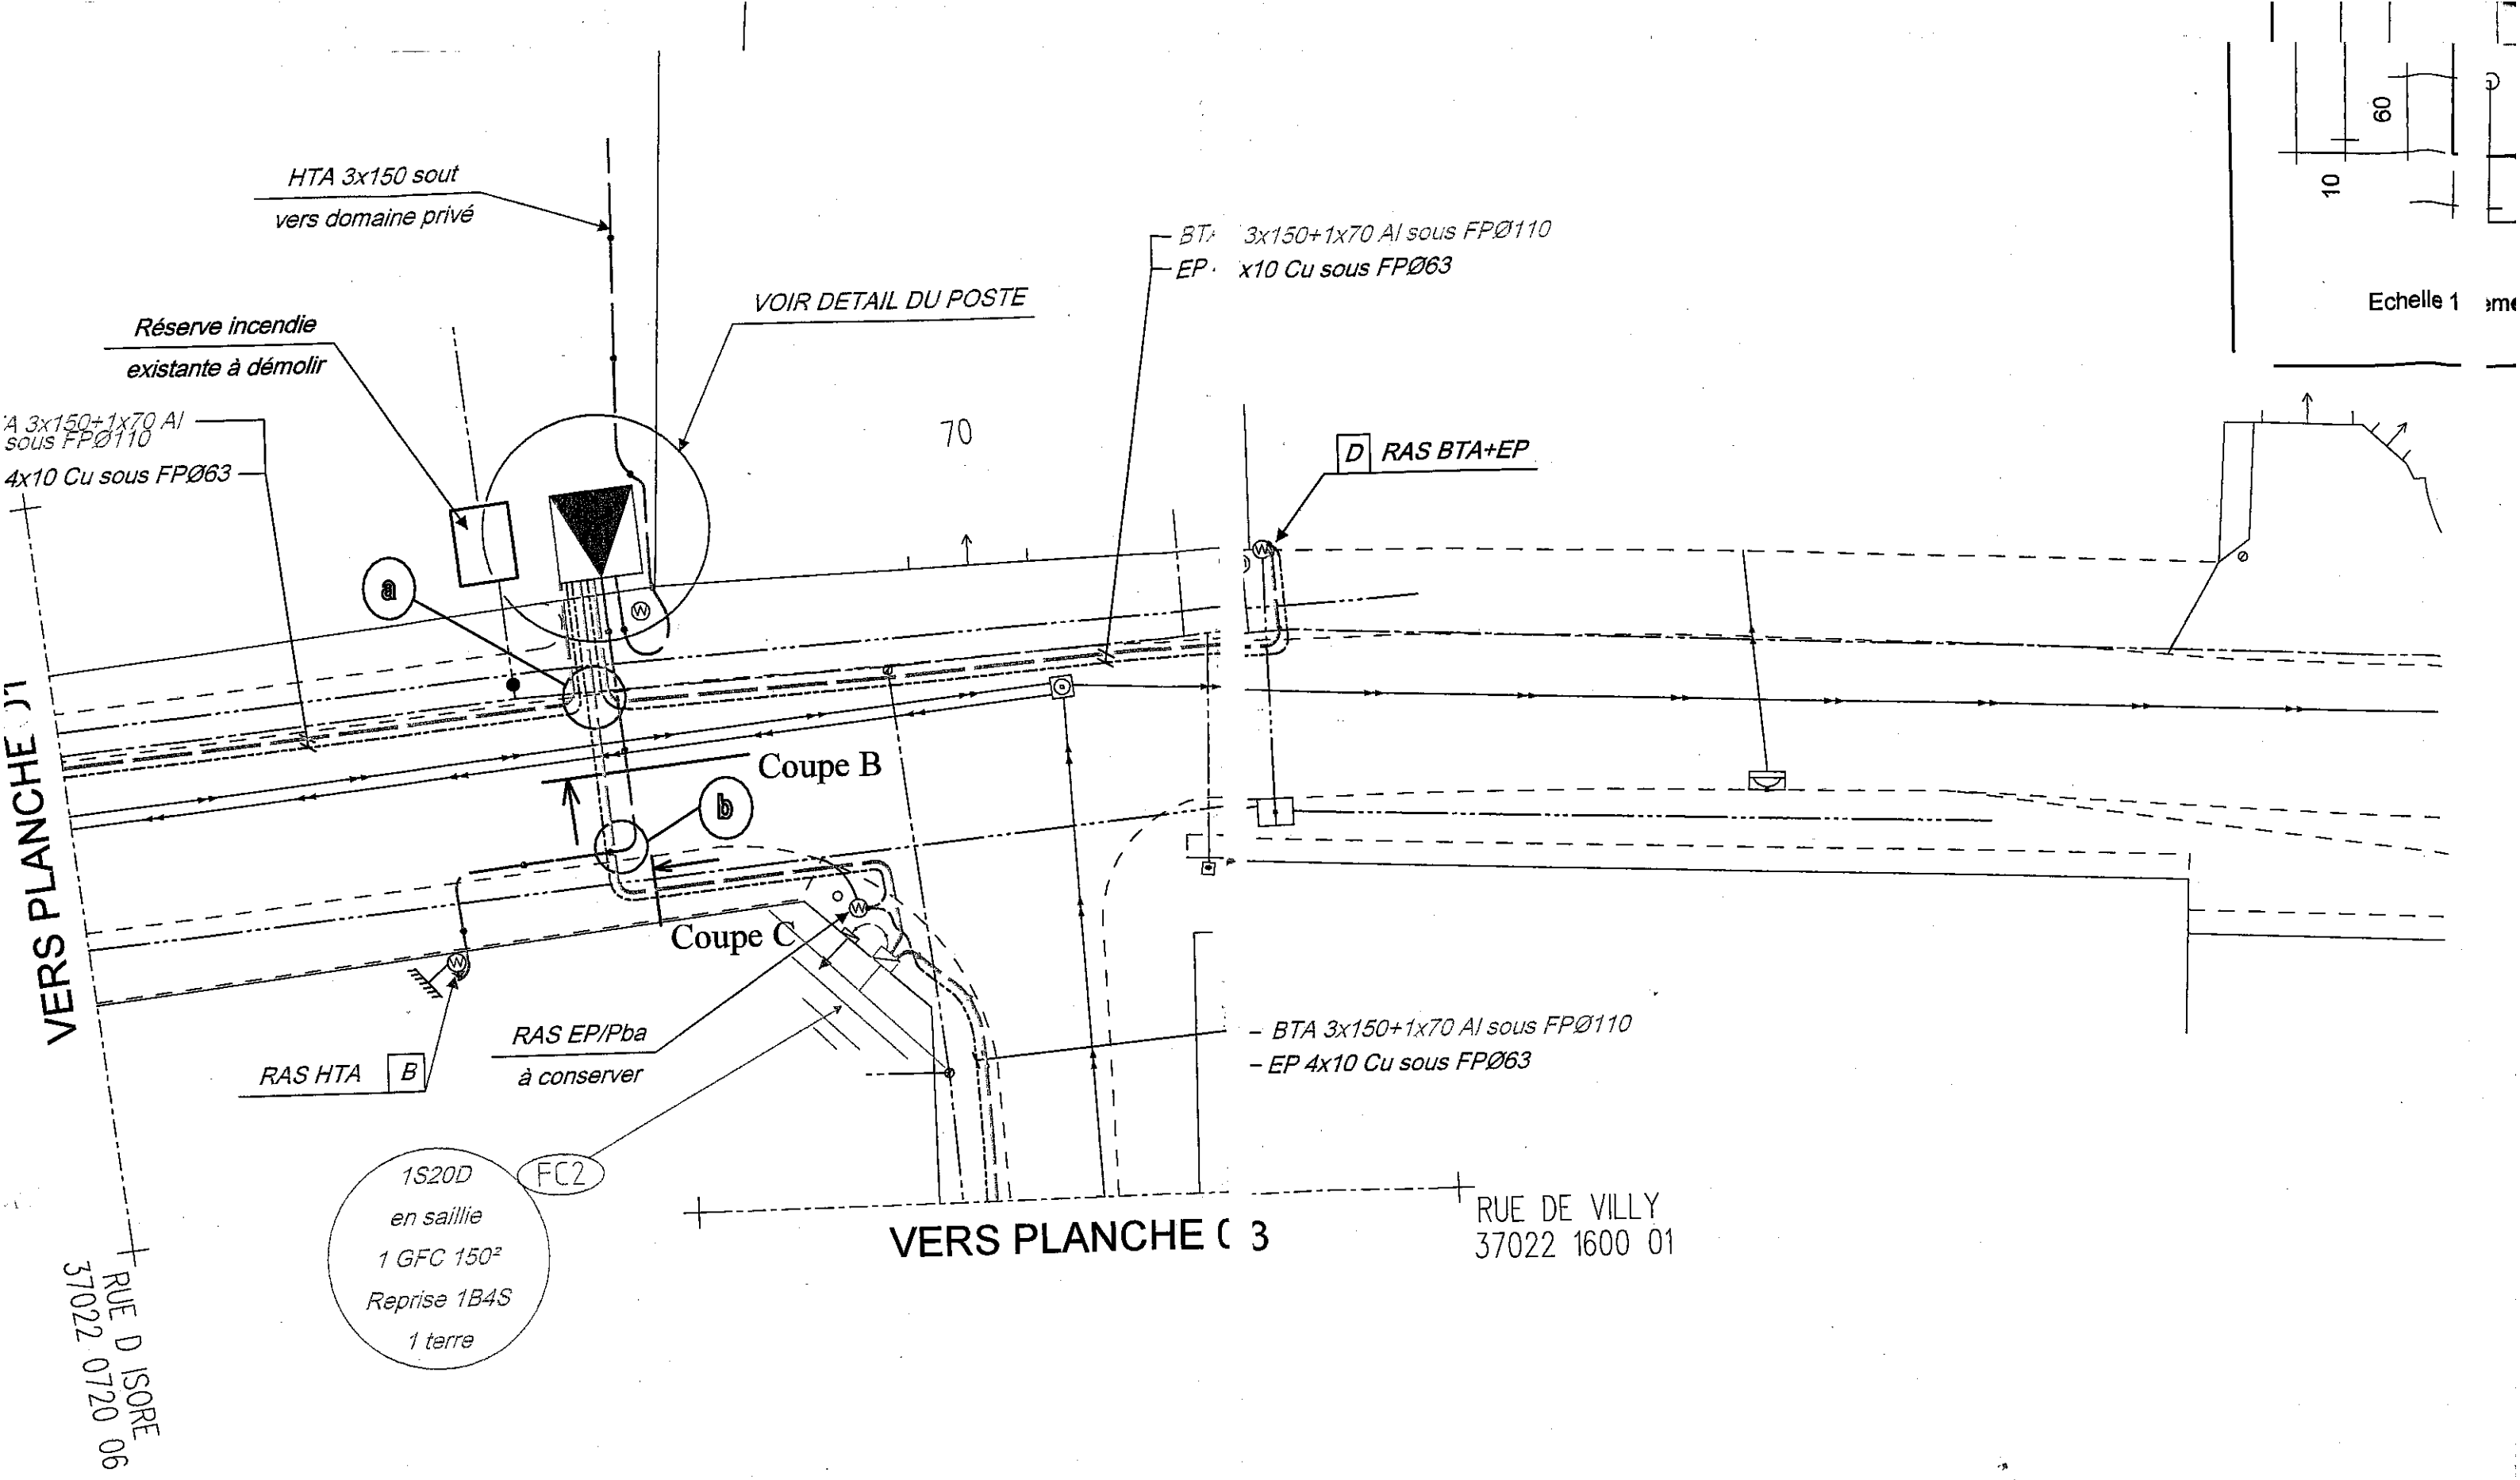 60
10
Echelle 1
HTA 3x150 sout
vers domaine privé
3x150+1x70 Al sous FPØ110
EP
x10 Cu sous FPØ63
VOIR DETAIL DU POSTE
Réserve incendie
existante à démolir
3x150+1x70 Al
sous FPØ110
4x10 Cu sous FPØ63
70
D RAS BTA+EP
a
W
W
Coupe B
b
W
Coupe C
W
VERS PLANCHE
RAS EP/Pba
à conserver
RAS HTA B
BTA 3x150+1x70 Al sous FPØ110
EP 4x10 Cu sous FPØ63
1S20D
en saillie
1 GFC 150²
Reprise 1B4S
1 terre
FC2
VERS PLANCHE 3
RUE DE VILLY
37022 1600 01
RUE D ISORE
37022 0720 06